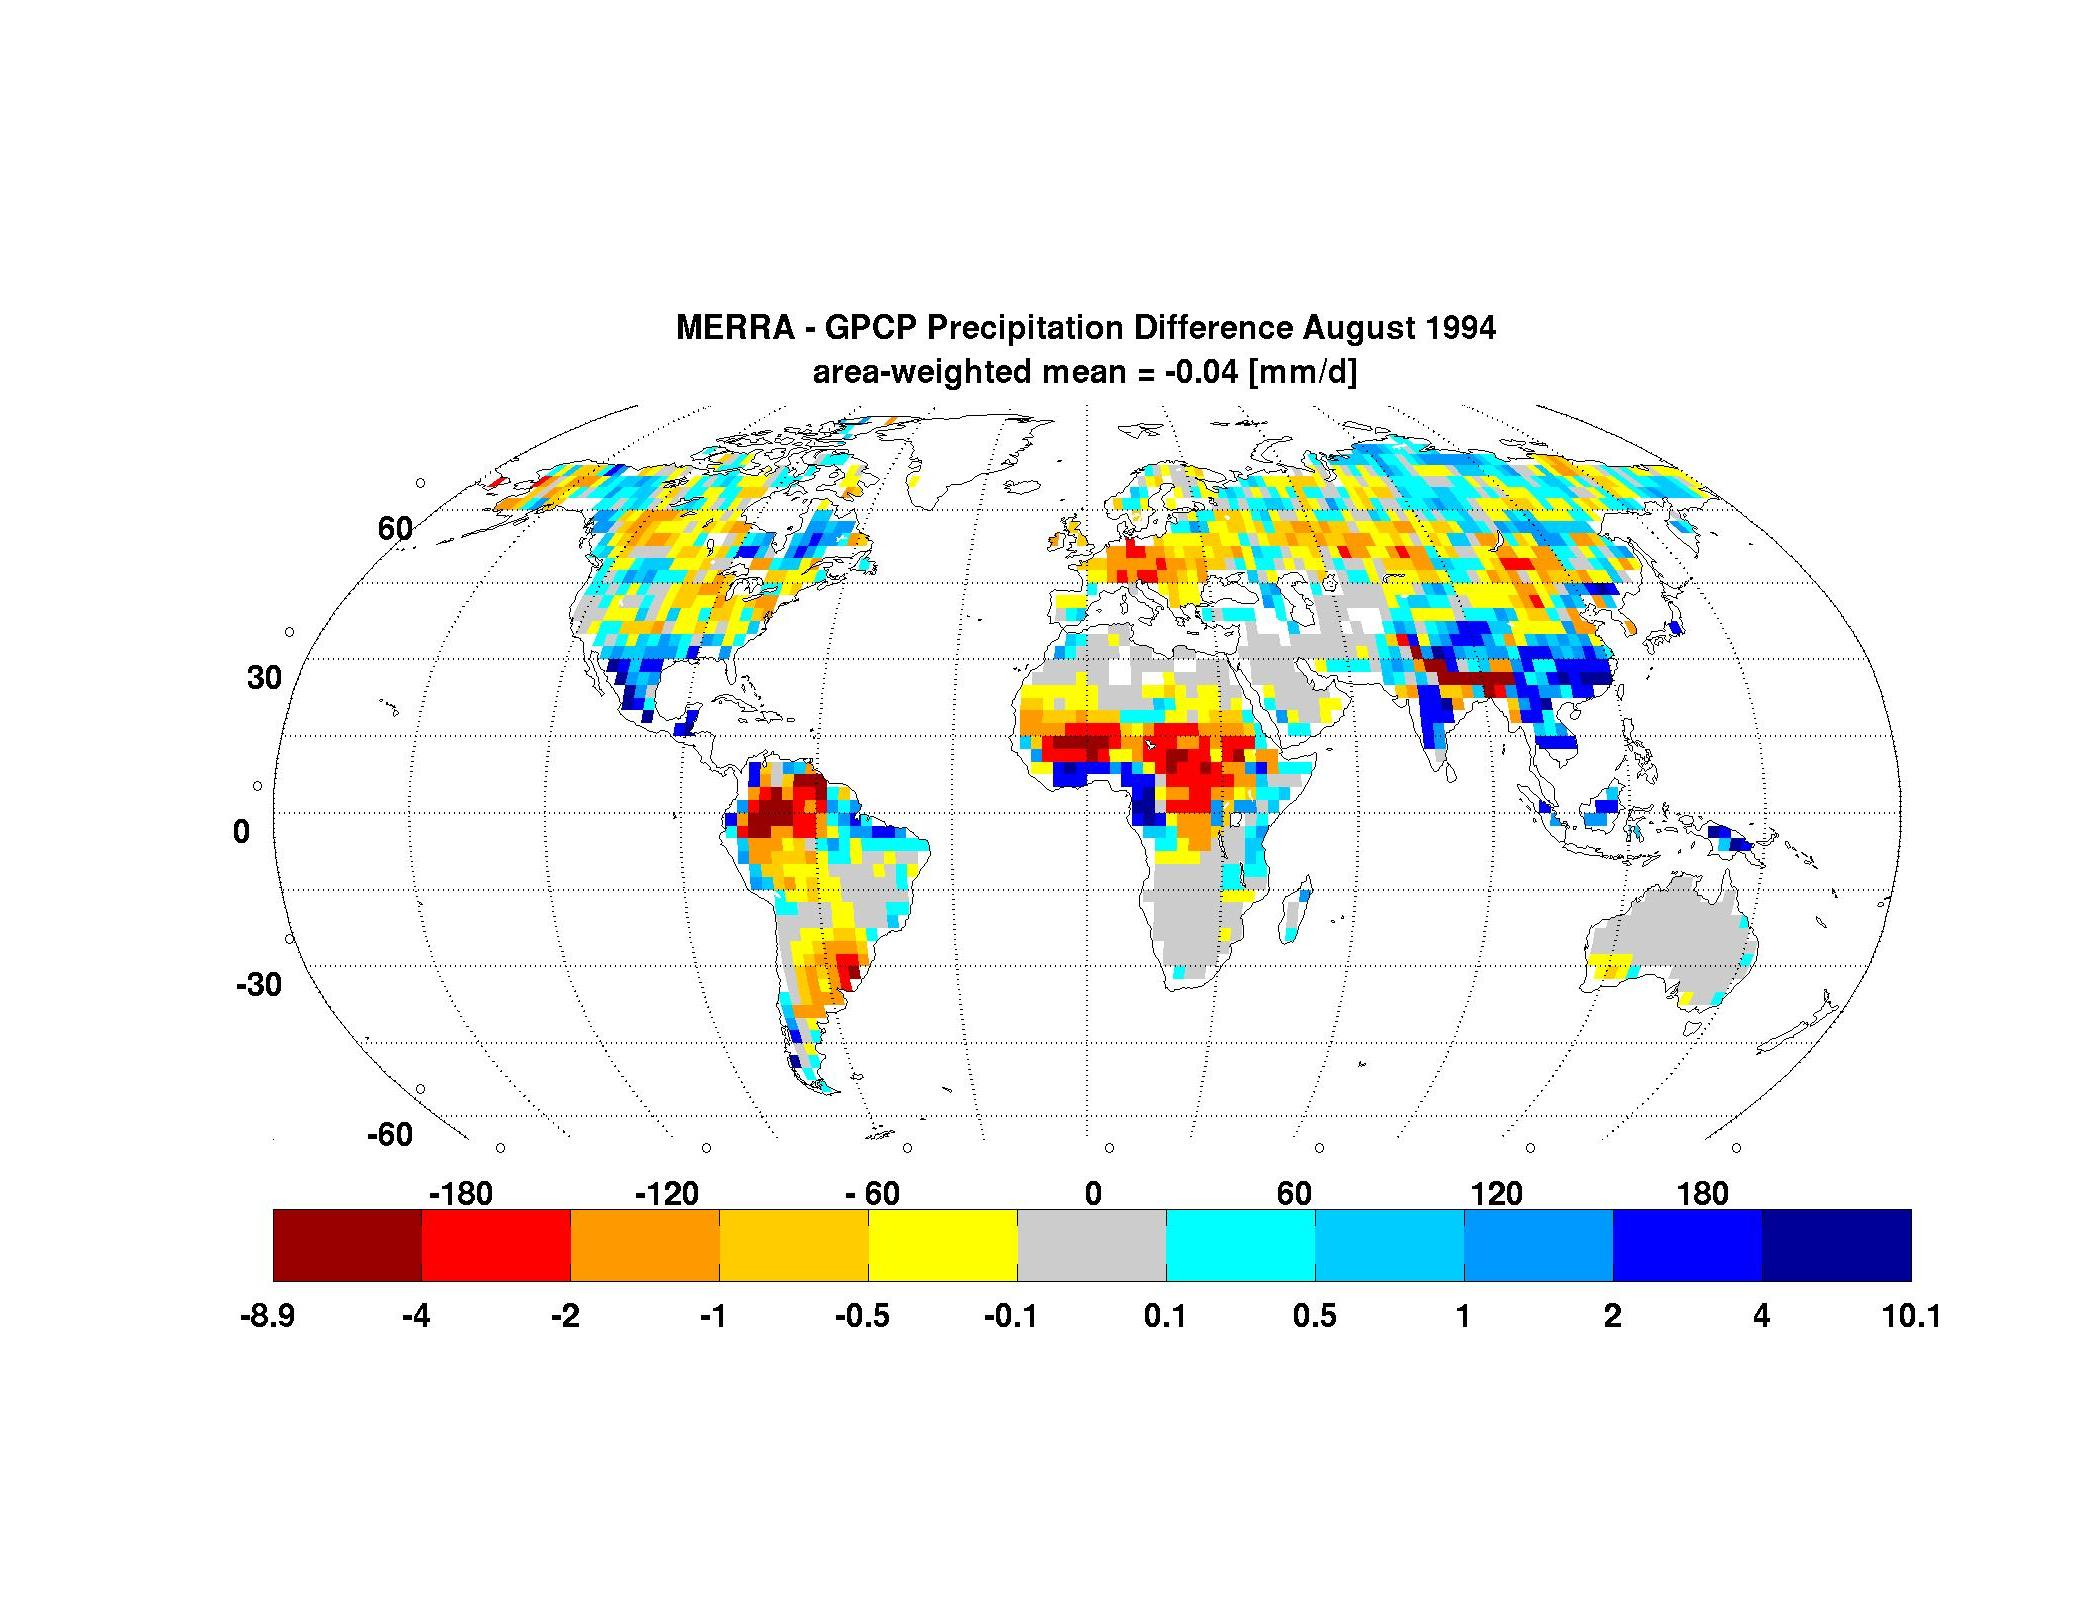 MERRA - GPCP Precipitation Difference August 1994
area-weighted mean = -0.04 [mm/d]
60
30
0
-30
-60
-180 -120 - 60 0 60 120 180
-8.9 -4 -2 -1 -0.5 -0.1 0.1 0.5 1 2 4 10.1